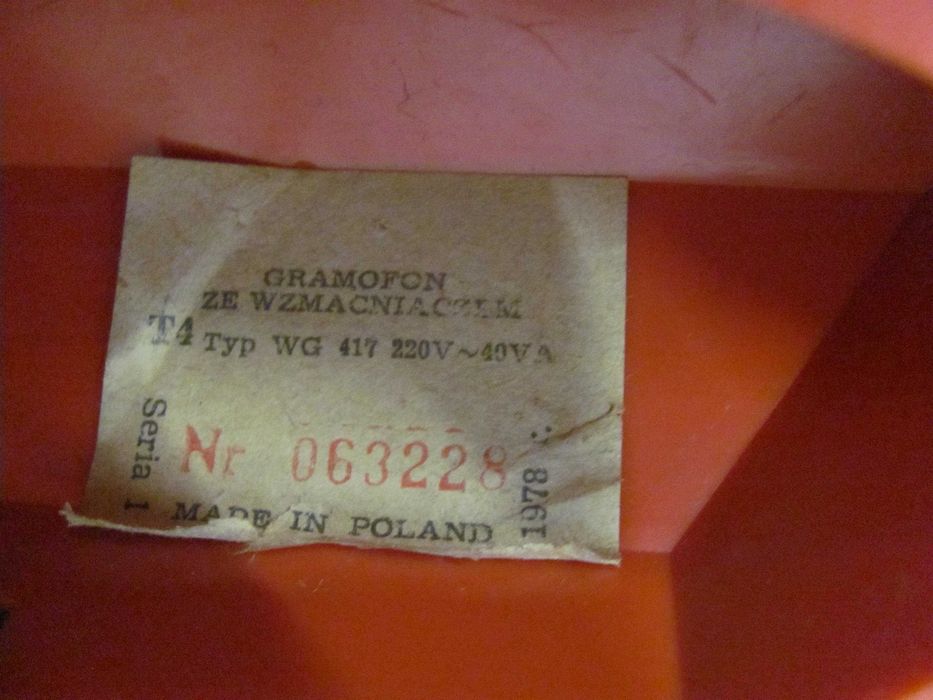 GRAMOFON
ZE WZMACNIACZEM
T4 Typ WG 417 220V~40VA
Seria 1
Nr 063228
1978
MADE IN POLAND